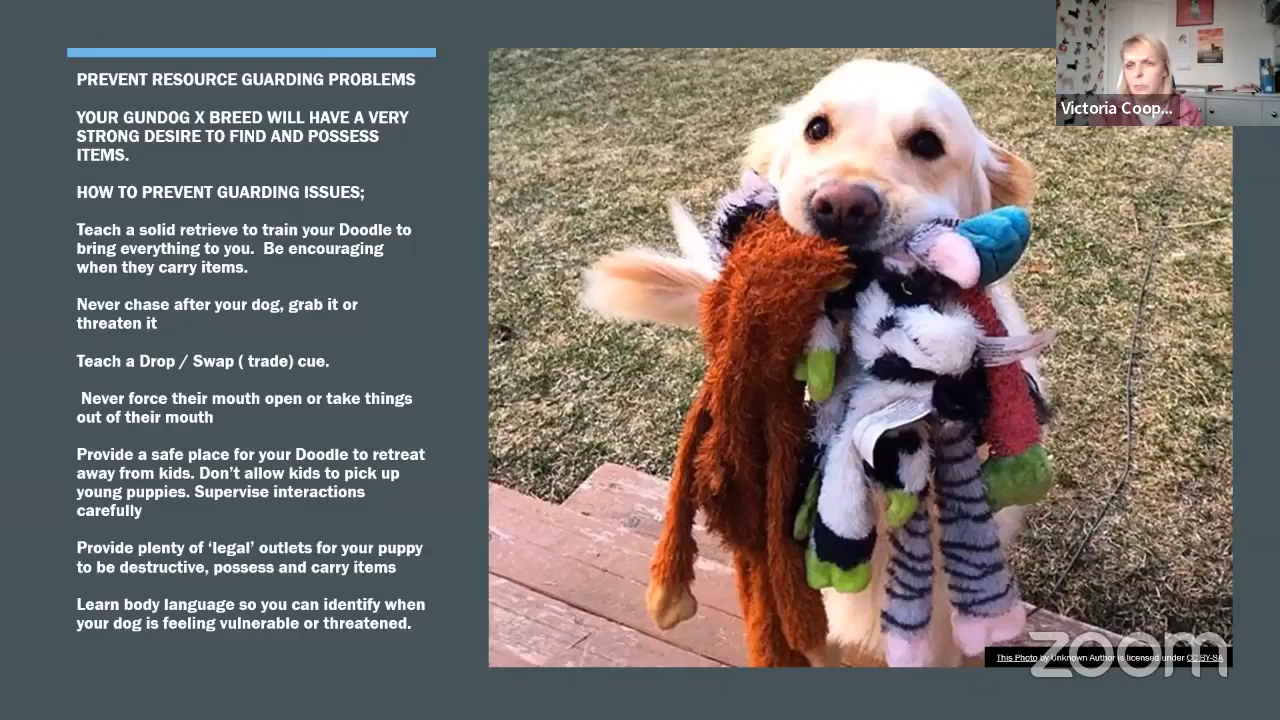 PREVENT RESOURCE GUARDING PROBLEMS
YOUR GUNDOG X BREED WILL HAVE A VERY
STRONG DESIRE TO FIND AND POSSESS
ITEMS.
HOW TO PREVENT GUARDING ISSUES;
Teach a solid retrieve to train your Doodle to
bring everything to you.  Be encouraging
when they carry items.
Never chase after your dog, grab it or
threaten it
Teach a Drop / Swap ( trade) cue.
Never force their mouth open or take things
out of their mouth
Provide a safe place for your Doodle to retreat
away from kids. Don’t allow kids to pick up
young puppies. Supervise interactions
carefully
Provide plenty of ‘legal’ outlets for your puppy
to be destructive, possess and carry items
Learn body language so you can identify when
your dog is feeling vulnerable or threatened.
Victoria Coop...
This Photo by Unknown Author is licensed under CC BY-SA
zoom